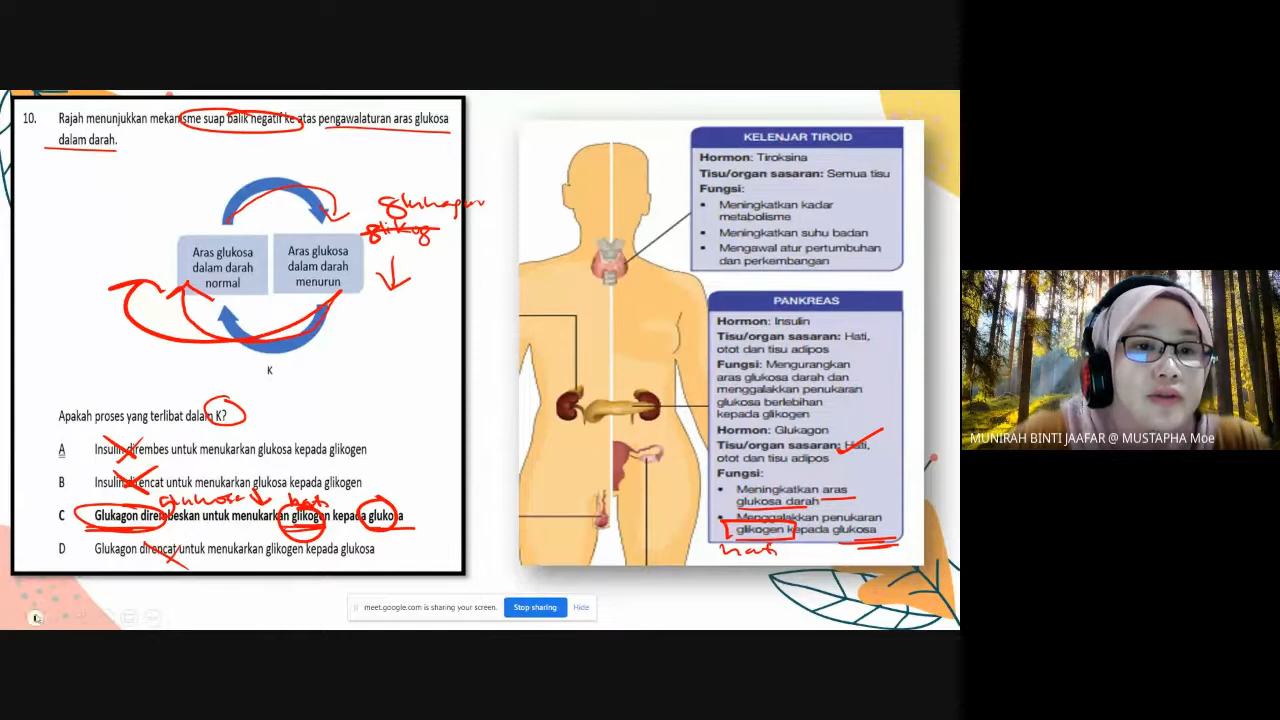 10. Rajah menunjukkan mekanisme suap balik negatif ke atas pengawalaturan aras glukosa
dalam darah.
glukagon
glikog
Aras glukosa
dalam darah
normal
Aras glukosa
dalam darah
menurun
K
Apakah proses yang terlibat dalam K?
A Insulin dirembes untuk menukarkan glukosa kepada glikogen
B Insulin direncat untuk menukarkan glukosa kepada glikogen
glukosa hati
C Glukagon dirembeskan untuk menukarkan glikogen kepada glukosa
D Glukagon direncat untuk menukarkan glikogen kepada glukosa
KELENJAR TIROID
Hormon: Tiroksina
Tisu/organ sasaran: Semua tisu
Fungsi:
• Meningkatkan kadar
metabolisme
• Meningkatkan suhu badan
• Mengawal atur pertumbuhan
dan perkembangan
PANKREAS
Hormon: Insulin
Tisu/organ sasaran: Hati,
otot dan tisu adipos
Fungsi: Mengurangkan
aras glukosa darah dan
menggalakkan penukaran
glukosa berlebihan
kepada glikogen
Hormon: Glukagon
Tisu/organ sasaran: Hati,
otot dan tisu adipos
Fungsi:
• Meningkatkan aras
glukosa darah
• Menggalakkan penukaran
glikogen kepada glukosa
hati
meet.google.com is sharing your screen.
Stop sharing
Hide
MUNIRAH BINTI JAAFAR @ MUSTAPHA Moe